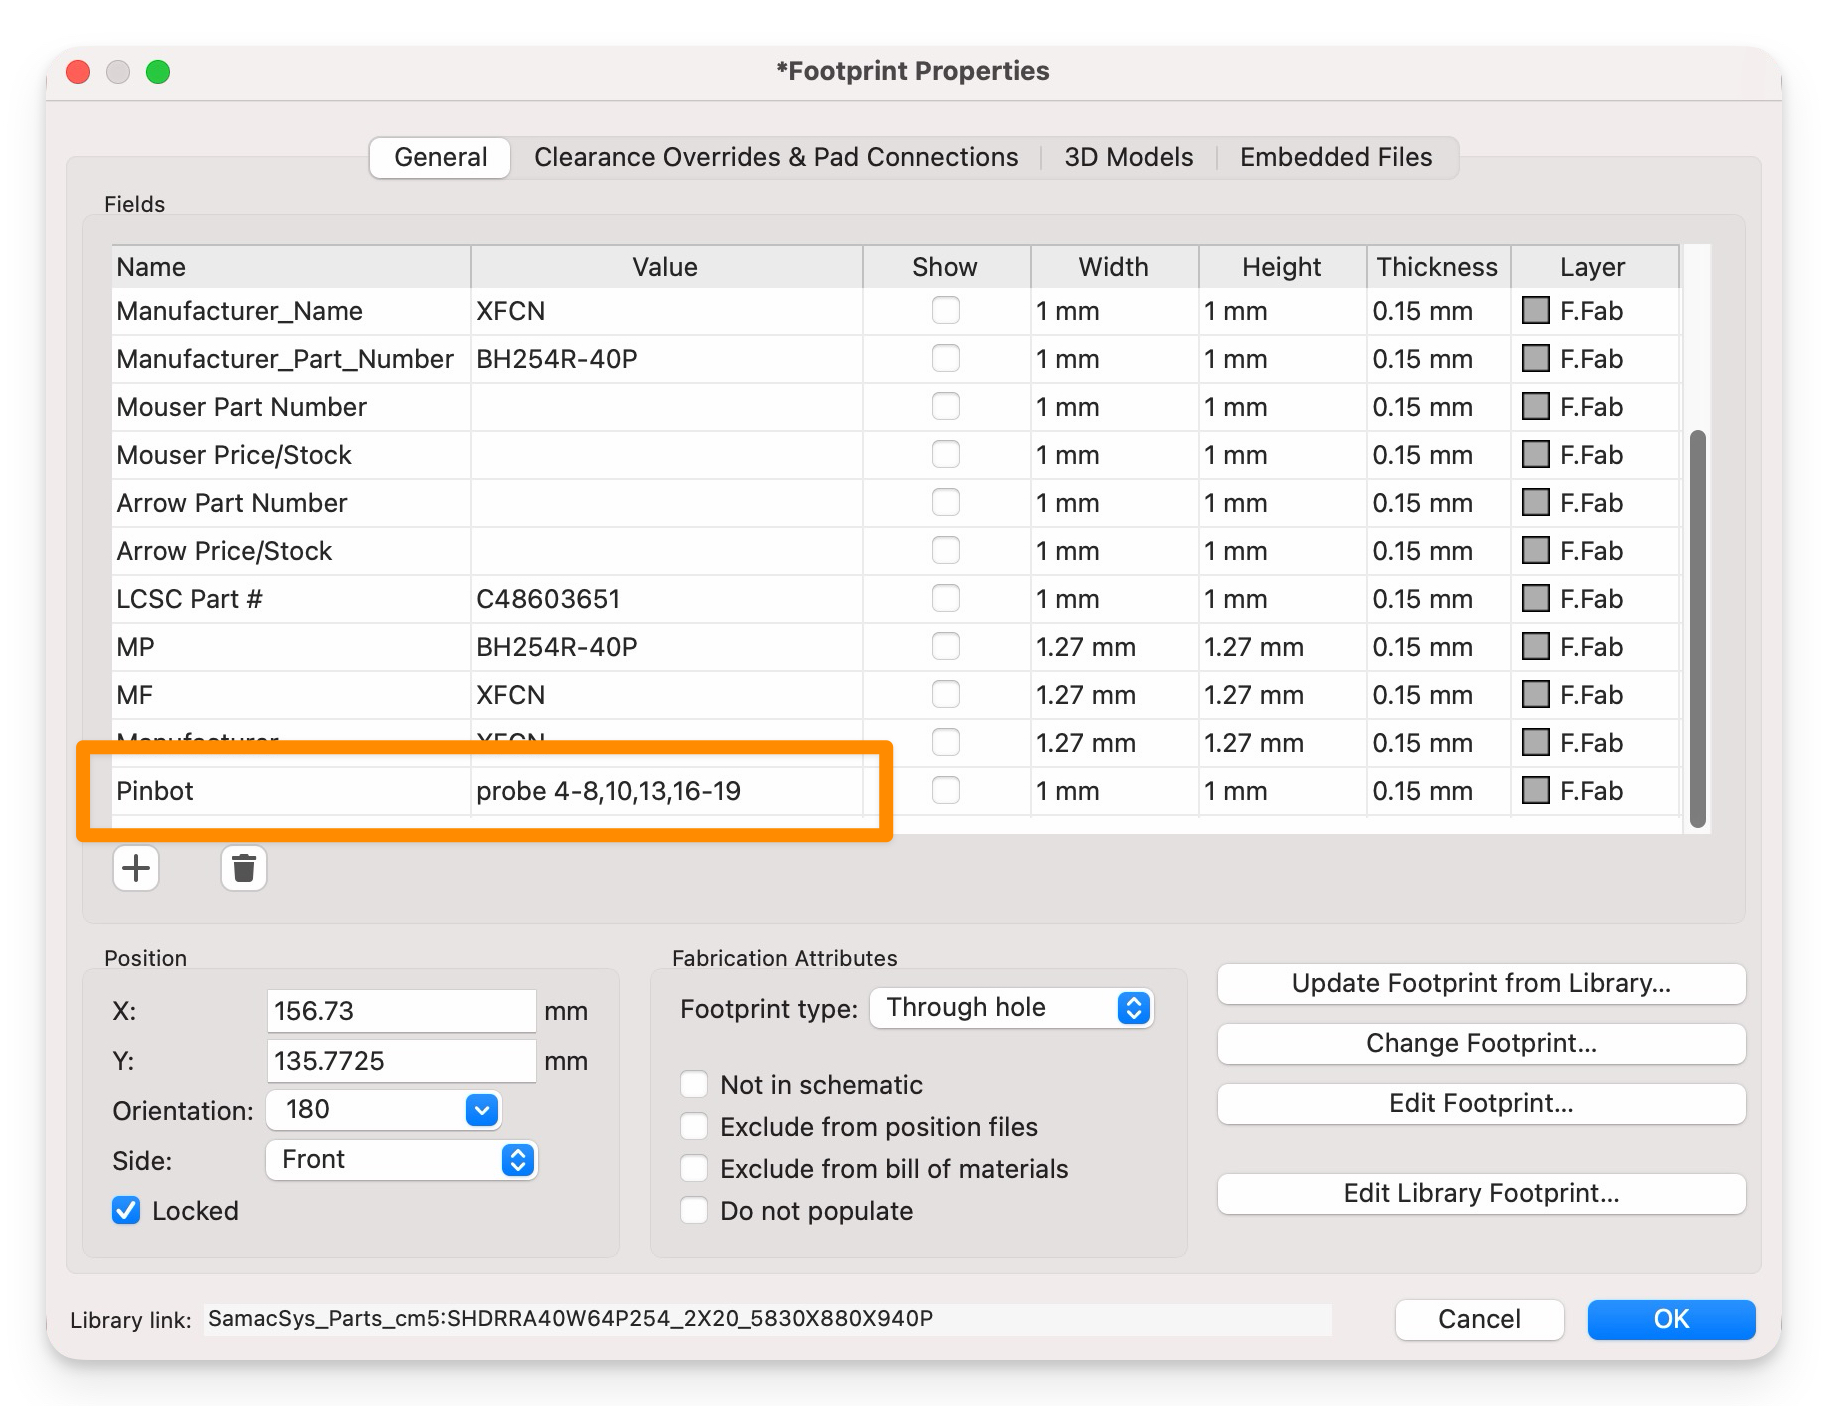 *Footprint Properties
General Clearance Overrides & Pad Connections 3D Models Embedded Files
Fields
Name Value Show Width Height Thickness Layer
Manufacturer_Name XFCN 1 mm 1 mm 0.15 mm F.Fab
Manufacturer_Part_Number BH254R-40P 1 mm 1 mm 0.15 mm F.Fab
Mouser Part Number 1 mm 1 mm 0.15 mm F.Fab
Mouser Price/Stock 1 mm 1 mm 0.15 mm F.Fab
Arrow Part Number 1 mm 1 mm 0.15 mm F.Fab
Arrow Price/Stock 1 mm 1 mm 0.15 mm F.Fab
LCSC Part # C48603651 1 mm 1 mm 0.15 mm F.Fab
MP BH254R-40P 1.27 mm 1.27 mm 0.15 mm F.Fab
MF XFCN 1.27 mm 1.27 mm 0.15 mm F.Fab
Manufacturer XFCN 1.27 mm 1.27 mm 0.15 mm F.Fab
Pinbot probe 4-8,10,13,16-19 1 mm 1 mm 0.15 mm F.Fab
Position
X: 156.73 mm
Y: 135.7725 mm
Orientation: 180
Side: Front
Locked
Fabrication Attributes
Footprint type: Through hole
Not in schematic
Exclude from position files
Exclude from bill of materials
Do not populate
Update Footprint from Library...
Change Footprint...
Edit Footprint...
Edit Library Footprint...
Library link: SamacSys_Parts_cm5:SHDRRA40W64P254_2X20_5830X880X940P
Cancel OK